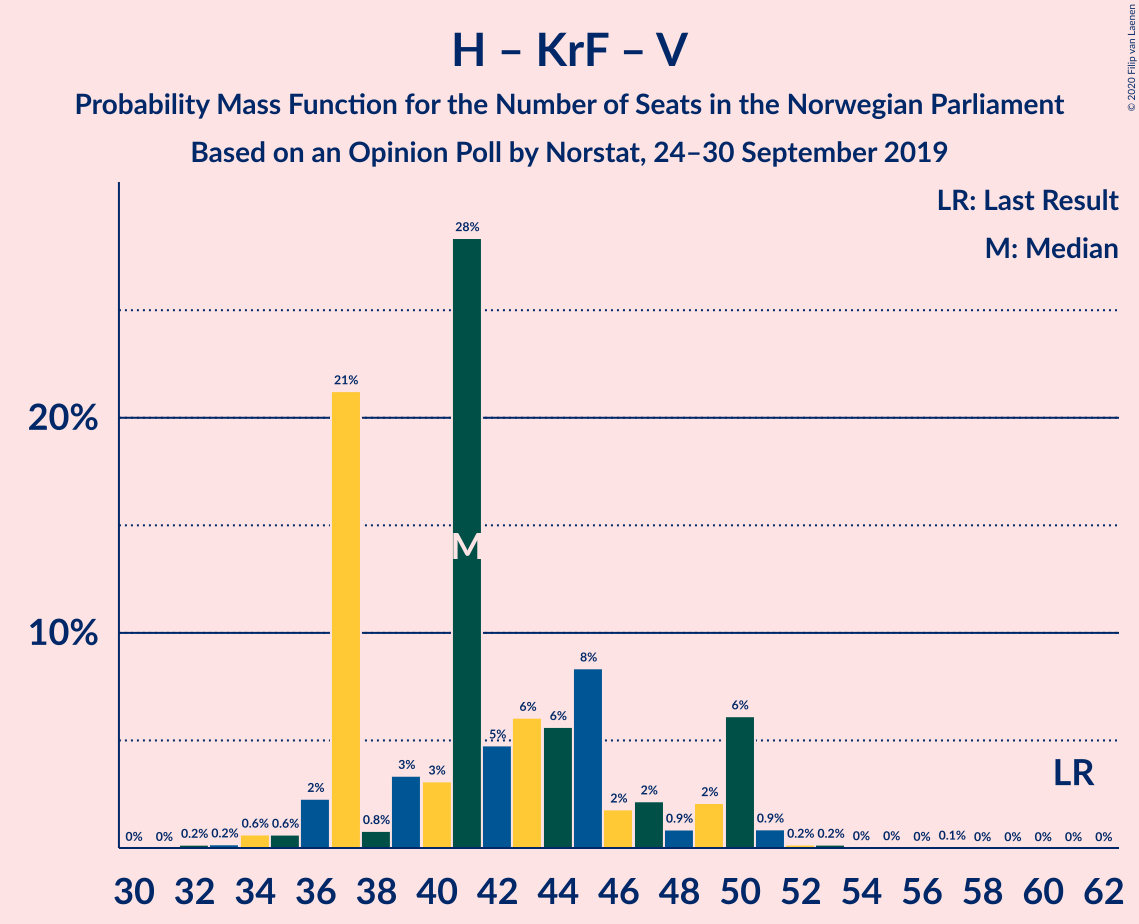 H – KrF – V
Probability Mass Function for the Number of Seats in the Norwegian Parliament
Based on an Opinion Poll by Norstat, 24–30 September 2019
© 2020 Filip van Laenen
LR: Last Result
M: Median
20%
10%
0% 0% 0.2% 0.2% 0.6% 0.6% 2% 21% 0.8% 3% 3% 28% 5% 6% 6% 8% 2% 2% 0.9% 2% 6% 0.9% 0.2% 0.2% 0% 0% 0% 0.1% 0% 0% 0% 0% 0%
M
LR
30 32 34 36 38 40 42 44 46 48 50 52 54 56 58 60 62